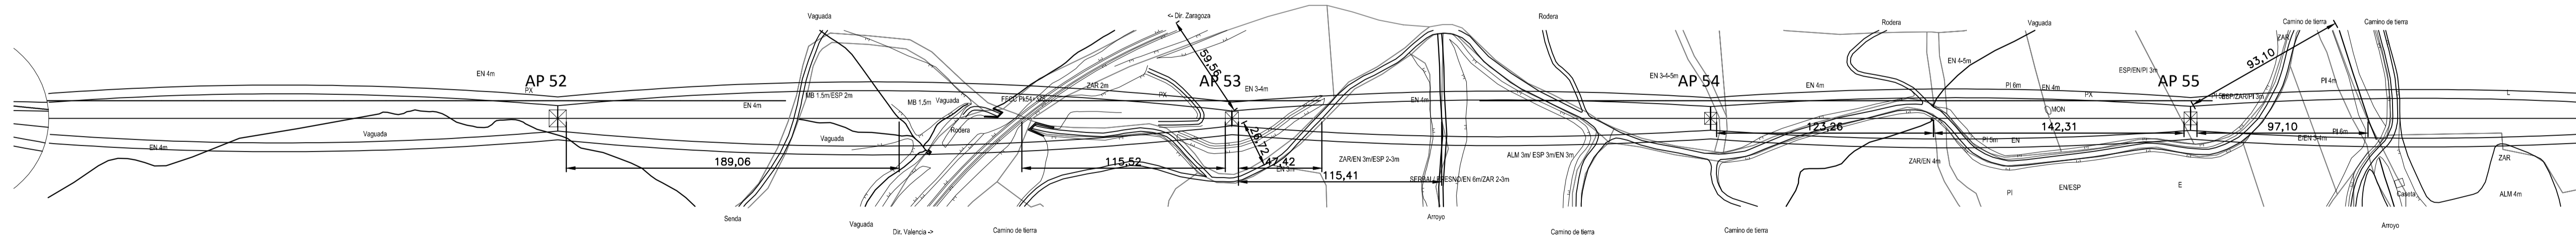 Vaguada
<- Dir. Zaragoza
Rodera
Rodera
Vaguada
Camino de tierra
Camino de tierra
ZAR
59,56
93,10
EN 4m
AP 52
PX
MB 1,5m/ESP 2m
EN 4m
MB 1,5m
Vaguada
ZAR 2m
PX
AP 53
EN 3-4m
EN 4m
EN 3-4-5m
AP 54
EN 4m
EN 4-5m
PI 6m
EN 4m
PX
MON
ESP/EN/PI 3m
AP 55
PI 4m
L
Vaguada
EN 4m
Vaguada
Rodera
26,72
123,26
142,31
97,10
PI 5m
EN
E/EN 3-4m
PI 6m
189,06
115,52
47,42
EN 3m
115,41
ZAR/EN 3m/ESP 2-3m
ALM 3m/ ESP 3m/EN 3m
ZAR/EN 4m
ZAR
PI
EN/ESP
E
Caseta
ALM 4m
Senda
Vaguada
Dir. Valencia ->
Camino de tierra
Arroyo
Camino de tierra
Camino de tierra
Arroyo